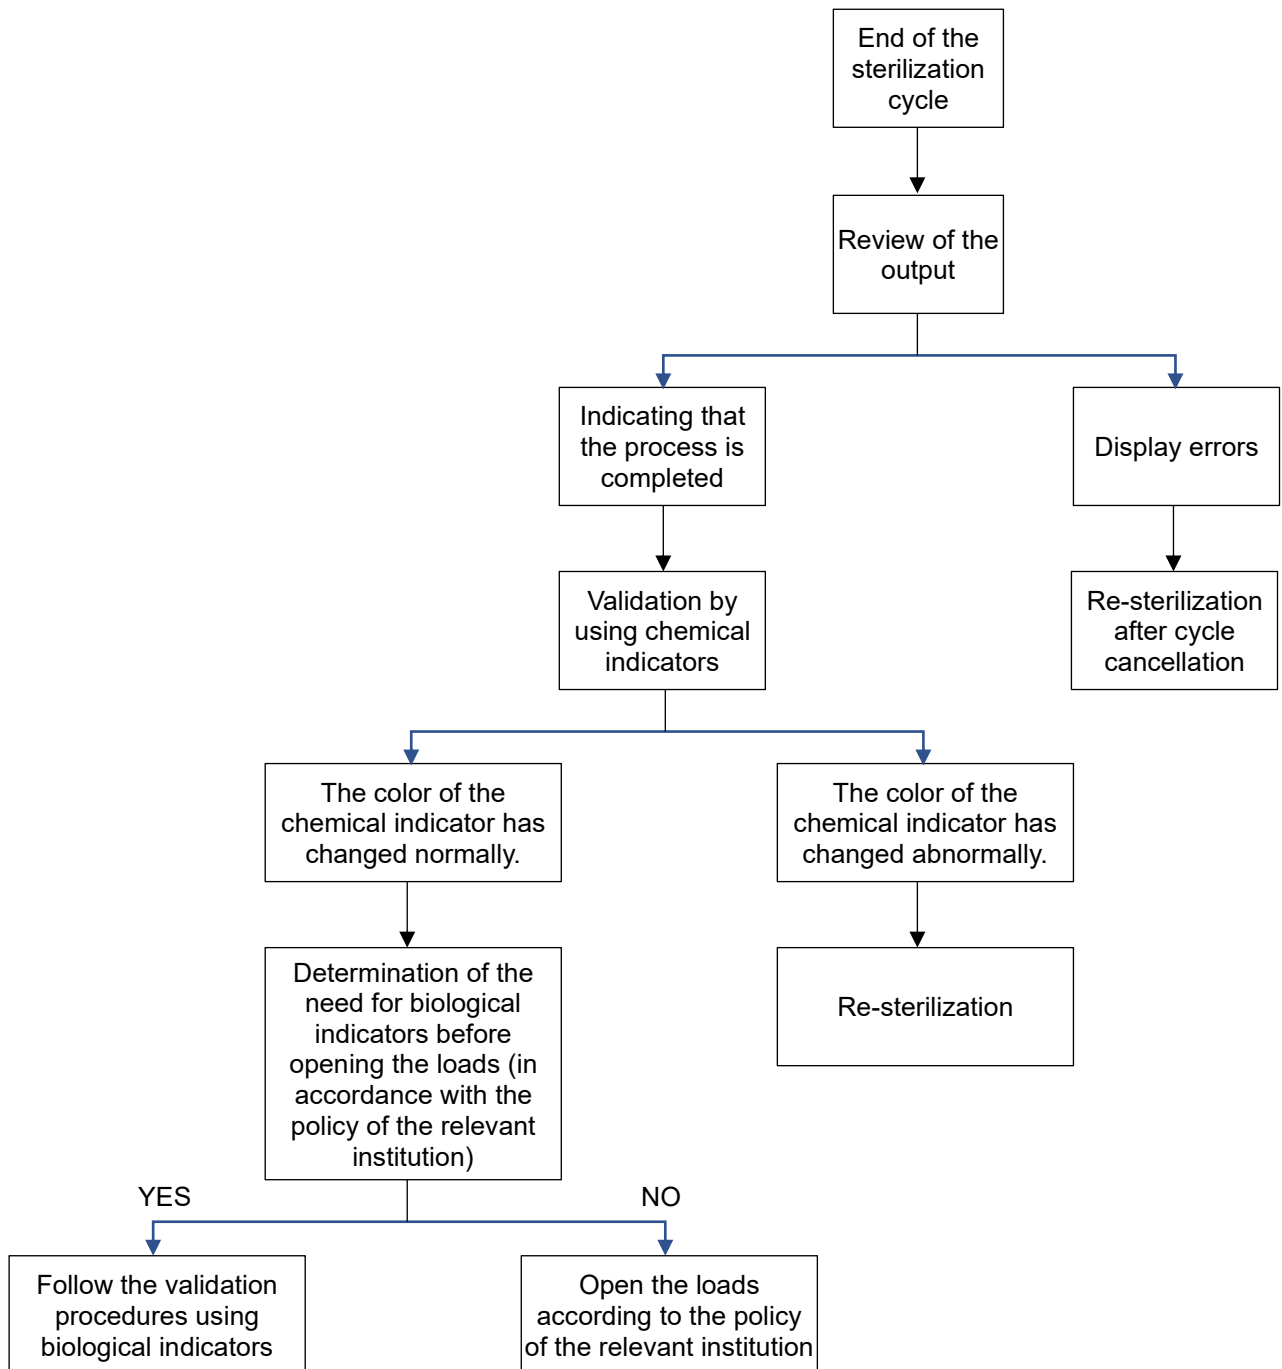 End of the
sterilization
cycle
Review of the
output
Indicating that
the process is
completed
Display errors
Validation by
using chemical
indicators
Re-sterilization
after cycle
cancellation
The color of the
chemical indicator has
changed normally.
The color of the
chemical indicator has
changed abnormally.
Determination of the
need for biological
indicators before
opening the loads (in
accordance with the
policy of the relevant
institution)
Re-sterilization
YES
NO
Follow the validation
procedures using
biological indicators
Open the loads
according to the policy
of the relevant institution